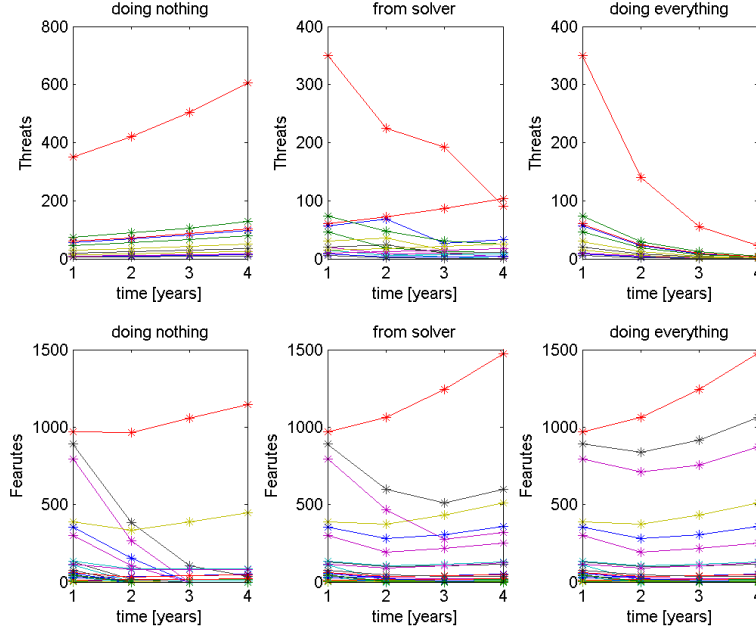 doing nothing
from solver
doing everything
800
600
400
200
0
Threats
1 2 3 4
time [years]
400
300
200
100
0
Threats
1 2 3 4
time [years]
400
300
200
100
0
Threats
1 2 3 4
time [years]
doing nothing
from solver
doing everything
1500
1000
500
0
Fearutes
1 2 3 4
time [years]
1500
1000
500
0
Fearutes
1 2 3 4
time [years]
1500
1000
500
0
Fearutes
1 2 3 4
time [years]